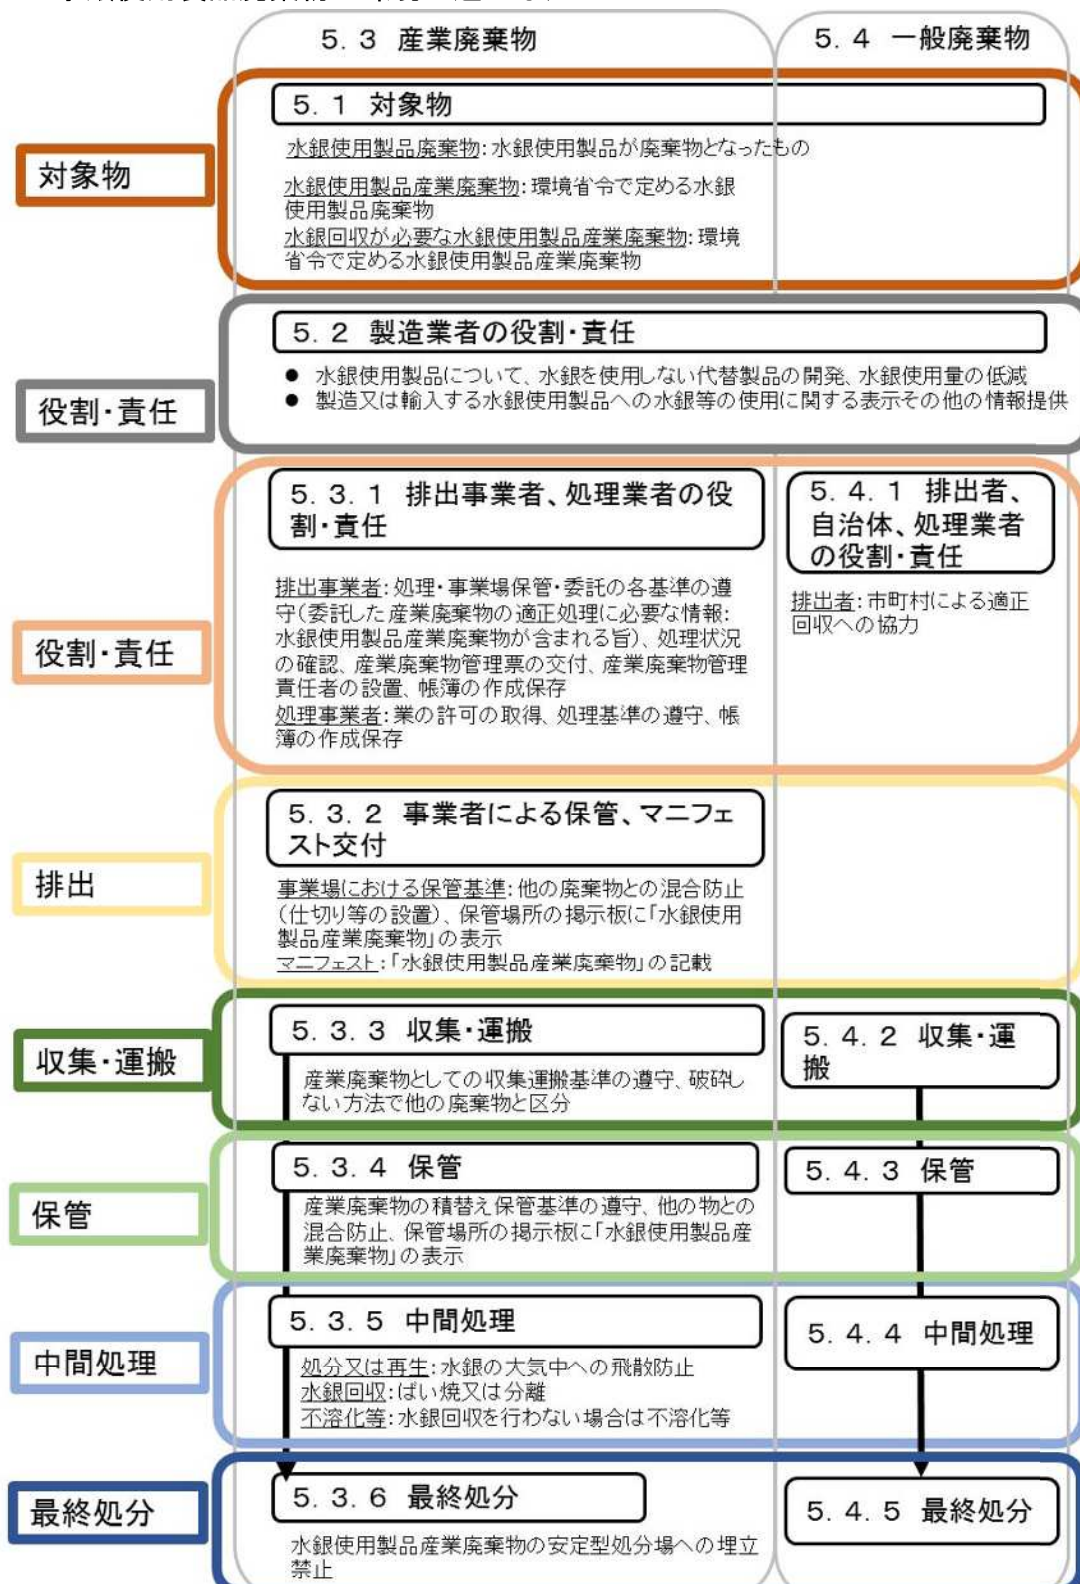 5.3 産業廃棄物
5.4 一般廃棄物
対象物
5.1 対象物
水銀使用製品廃棄物:水銀使用製品が廃棄物となったもの
水銀使用製品産業廃棄物:環境省令で定める水銀
使用製品廃棄物
水銀回収が必要な水銀使用製品産業廃棄物:環境
省令で定める水銀使用製品産業廃棄物
役割・責任
5.2 製造業者の役割・責任
● 水銀使用製品について、水銀を使用しない代替製品の開発、水銀使用量の低減
● 製造又は輸入する水銀使用製品への水銀等の使用に関する表示その他の情報提供
役割・責任
5.3.1 排出事業者、処理業者の役
割・責任
排出事業者:処理・事業場保管・委託の各基準の遵
守(委託した産業廃棄物の適正処理に必要な情報:
水銀使用製品産業廃棄物が含まれる旨)、処理状況
の確認、産業廃棄物管理票の交付、産業廃棄物管理
責任者の設置、帳簿の作成保存
処理事業者:業の許可の取得、処理基準の遵守、帳
簿の作成保存
5.4.1 排出者、
自治体、処理業者
の役割・責任
排出者:市町村による適正
回収への協力
排出
5.3.2 事業者による保管、マニフェ
スト交付
事業場における保管基準:他の廃棄物との混合防止
(仕切り等の設置)、保管場所の掲示板に「水銀使用
製品産業廃棄物」の表示
マニフェスト:「水銀使用製品産業廃棄物」の記載
収集・運搬
5.3.3 収集・運搬
産業廃棄物としての収集運搬基準の遵守、破砕し
ない方法で他の廃棄物と区分
5.4.2 収集・運
搬
保管
5.3.4 保管
産業廃棄物の積替え保管基準の遵守、他の物との
混合防止、保管場所の掲示板に「水銀使用製品産
業廃棄物」の表示
5.4.3 保管
中間処理
5.3.5 中間処理
処分又は再生:水銀の大気中への飛散防止
水銀回収:ばい焼又は分離
不溶化等:水銀回収を行わない場合は不溶化等
5.4.4 中間処理
最終処分
5.3.6 最終処分
水銀使用製品産業廃棄物の安定型処分場への埋立
禁止
5.4.5 最終処分